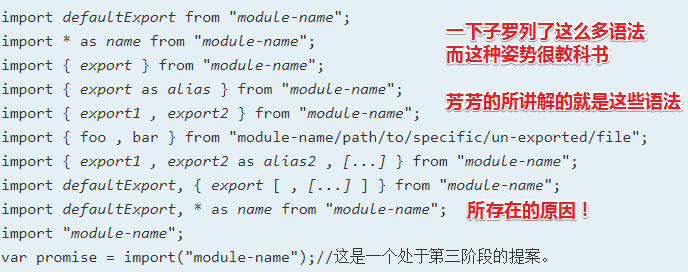 import defaultExport from "module-name";
import * as name from "module-name";
import { export } from "module-name";
import { export as alias } from "module-name";
import { export1 , export2 } from "module-name";
import { foo , bar } from "module-name/path/to/specific/un-exported/file";
import { export1 , export2 as alias2 , [...] } from "module-name";
import defaultExport, { export [ , [...] ] } from "module-name";
import defaultExport, * as name from "module-name";
import "module-name";
var promise = import("module-name");//这是一个处于第三阶段的提案。
一下子罗列了这么多语法
而这种姿势很教科书
芳芳的所讲解的就是这些语法
所存在的原因！